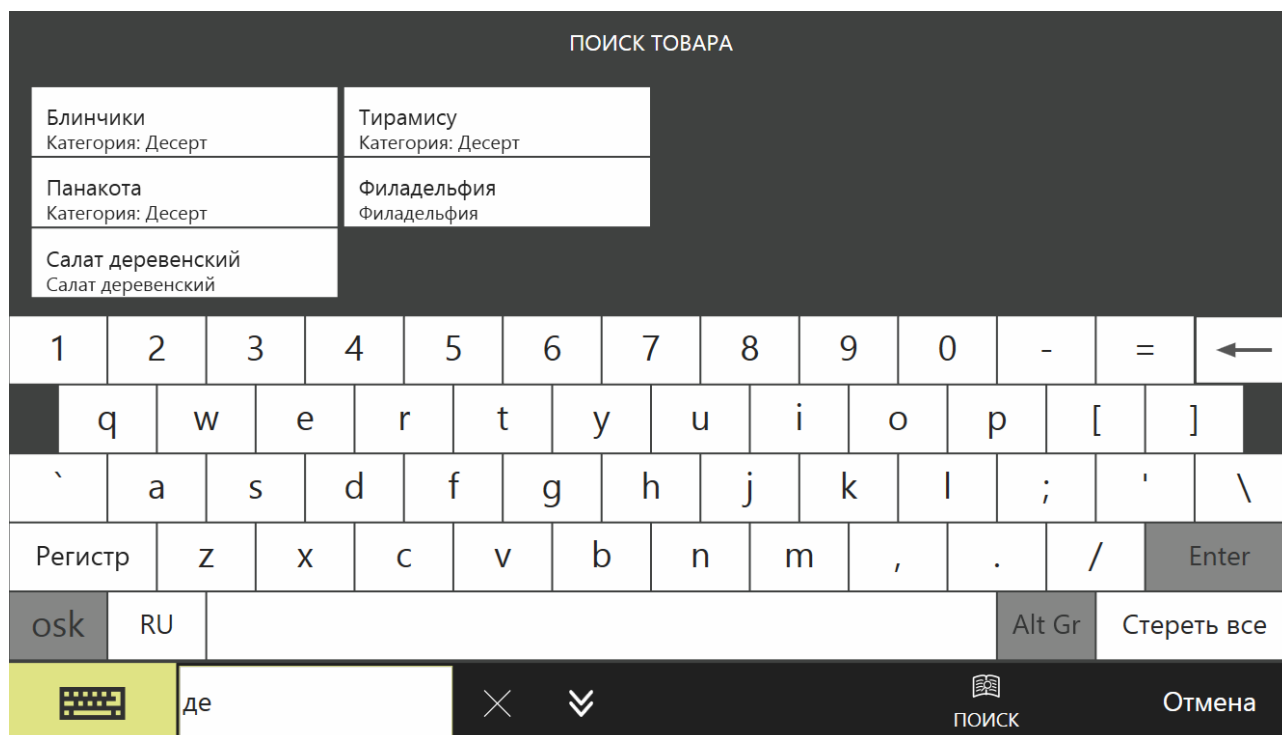 ПОИСК ТОВАРА
Блинчики
Категория: Десерт
Тирамису
Категория: Десерт
Панакота
Категория: Десерт
Филадельфия
Филадельфия
Салат деревенский
Салат деревенский
1 2 3 4 5 6 7 8 9 0 - =
q w e r t y u i o p [ ]
` a s d f g h j k l ; ' \
Регистр z x c v b n m , . / Enter
osk RU Alt Gr Стереть все
де ПОИСК Отмена